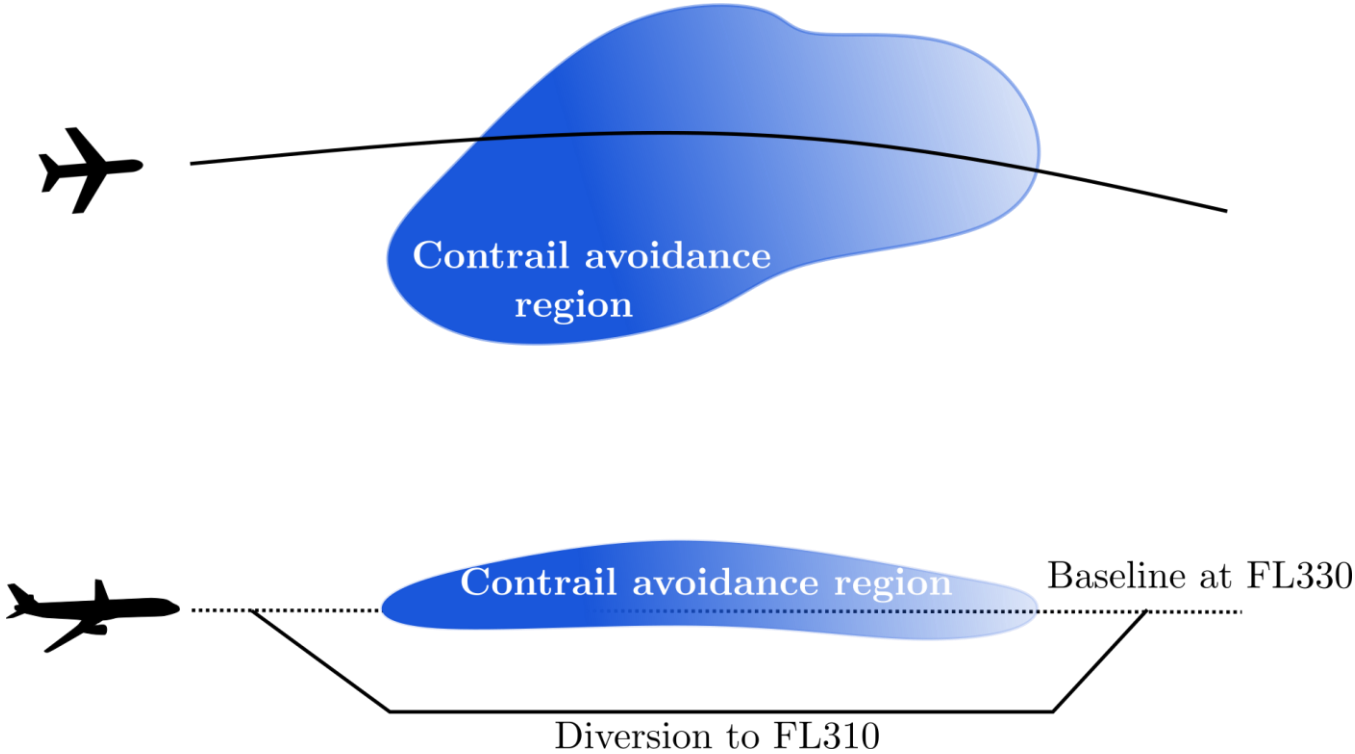 Contrail avoidance
region
Contrail avoidance region
Baseline at FL330
Diversion to FL310